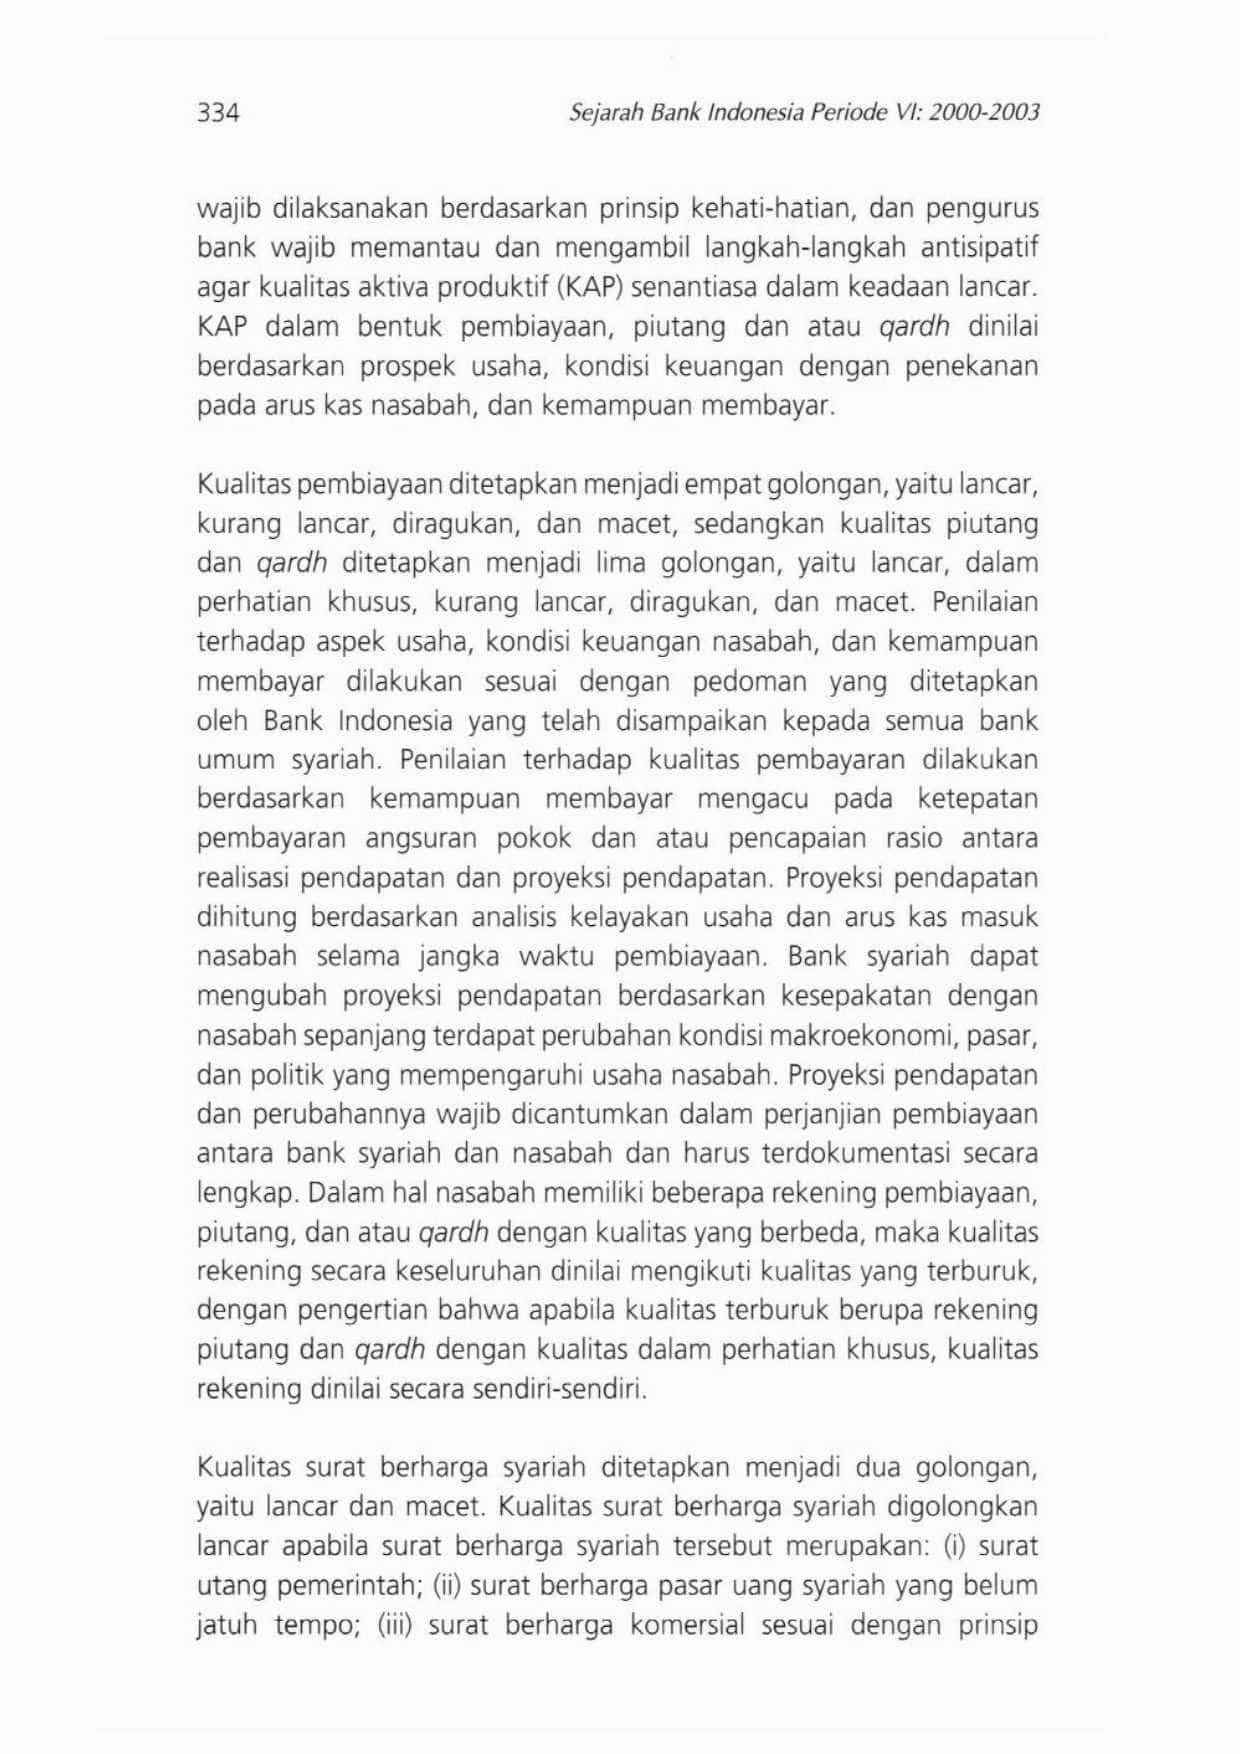 334
Sejarah Bank Indonesia Periode VI: 2000-2003
wajib dilaksanakan berdasarkan prinsip kehati-hatian, dan pengurus
bank wajib memantau dan mengambil langkah-langkah antisipatif
agar kualitas aktiva produktif (KAP) senantiasa dalam keadaan lancar.
KAP dalam bentuk pembiayaan, piutang dan atau qardh dinilai
berdasarkan prospek usaha, kondisi keuangan dengan penekanan
pada arus kas nasabah, dan kemampuan membayar.
Kualitas pembiayaan ditetapkan menjadi empat golongan, yaitu lancar,
kurang lancar, diragukan, dan macet, sedangkan kualitas piutang
dan qardh ditetapkan menjadi lima golongan, yaitu lancar, dalam
perhatian khusus, kurang lancar, diragukan, dan macet. Penilaian
terhadap aspek usaha, kondisi keuangan nasabah, dan kemampuan
membayar dilakukan sesuai dengan pedoman yang ditetapkan
oleh Bank Indonesia yang telah disampaikan kepada semua bank
umum syariah. Penilaian terhadap kualitas pembayaran dilakukan
berdasarkan kemampuan membayar mengacu pada ketepatan
pembayaran angsuran pokok dan atau pencapaian rasio antara
realisasi pendapatan dan proyeksi pendapatan. Proyeksi pendapatan
dihitung berdasarkan analisis kelayakan usaha dan arus kas masuk
nasabah selama jangka waktu pembiayaan. Bank syariah dapat
mengubah proyeksi pendapatan berdasarkan kesepakatan dengan
nasabah sepanjang terdapat perubahan kondisi makroekonomi, pasar,
dan politik yang mempengaruhi usaha nasabah. Proyeksi pendapatan
dan perubahannya wajib dicantumkan dalam perjanjian pembiayaan
antara bank syariah dan nasabah dan harus terdokumentasi secara
lengkap. Dalam hal nasabah memiliki beberapa rekening pembiayaan,
piutang, dan atau qardh dengan kualitas yang berbeda, maka kualitas
rekening secara keseluruhan dinilai mengikuti kualitas yang terburuk,
dengan pengertian bahwa apabila kualitas terburuk berupa rekening
piutang dan qardh dengan kualitas dalam perhatian khusus, kualitas
rekening dinilai secara sendiri-sendiri.
Kualitas surat berharga syariah ditetapkan menjadi dua golongan,
yaitu lancar dan macet. Kualitas surat berharga syariah digolongkan
lancar apabila surat berharga syariah tersebut merupakan: (i) surat
utang pemerintah; (ii) surat berharga pasar uang syariah yang belum
jatuh tempo; (iii) surat berharga komersial sesuai dengan prinsip